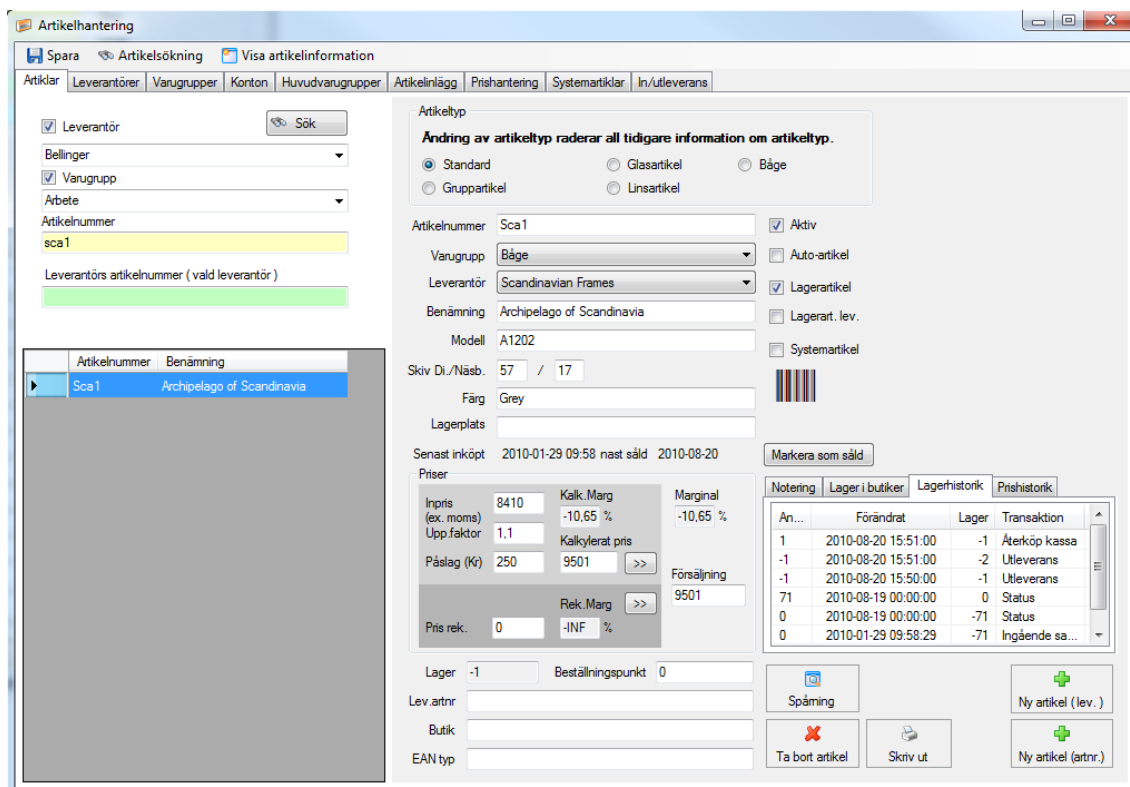 Artikelhantering
Spara Artikelsökning Visa artikelinformation
Artiklar Leverantörer Varugrupper Konton Huvudvarugrupper Artikelinlägg Prishantering Systemartiklar In/utleverans
Leverantör Sök
Bellinger
Varugrupp
Arbete
Artikelnummer
sca1
Leverantörs artikelnummer ( vald leverantör )
Artikelnummer Benämning
Sca1 Archipelago of Scandinavia
Artikeltyp
Ändring av artikeltyp raderar all tidigare information om artikeltyp.
Standard Glasartikel Båge
Gruppartikel Linsartikel
Artikelnummer Sca1 Aktiv
Varugrupp Båge Auto-artikel
Leverantör Scandinavian Frames Lagerartikel
Benämning Archipelago of Scandinavia Lagerart. lev.
Modell A1202 Systemartikel
Skiv Di./Näsb. 57 / 17
Färg Grey
Lagerplats
Senast inköpt 2010-01-29 09:58 nast såld 2010-08-20 Markera som såld
Priser
Inpris (ex. moms) 8410 Kalk.Marg -10,65 % Marginal -10,65 %
Upp.faktor 1,1 Kalkylerat pris
Påslag (Kr) 250 9501 >> Försäljning
9501
Rek.Marg >>
Pris rek. 0 -INF %
Notering Lager i butiker Lagerhistorik Prishistorik
An... Förändrat Lager Transaktion
1 2010-08-20 15:51:00 -1 Återköp kassa
-1 2010-08-20 15:51:00 -2 Utleverans
-1 2010-08-20 15:50:00 -1 Utleverans
71 2010-08-19 00:00:00 0 Status
0 2010-08-19 00:00:00 -71 Status
0 2010-01-29 09:58:29 -71 Ingående sa...
Lager -1 Beställningspunkt 0
Lev.artnr
Butik
EAN typ
Spårning Ny artikel ( lev. )
Ta bort artikel Skriv ut Ny artikel (artnr.)